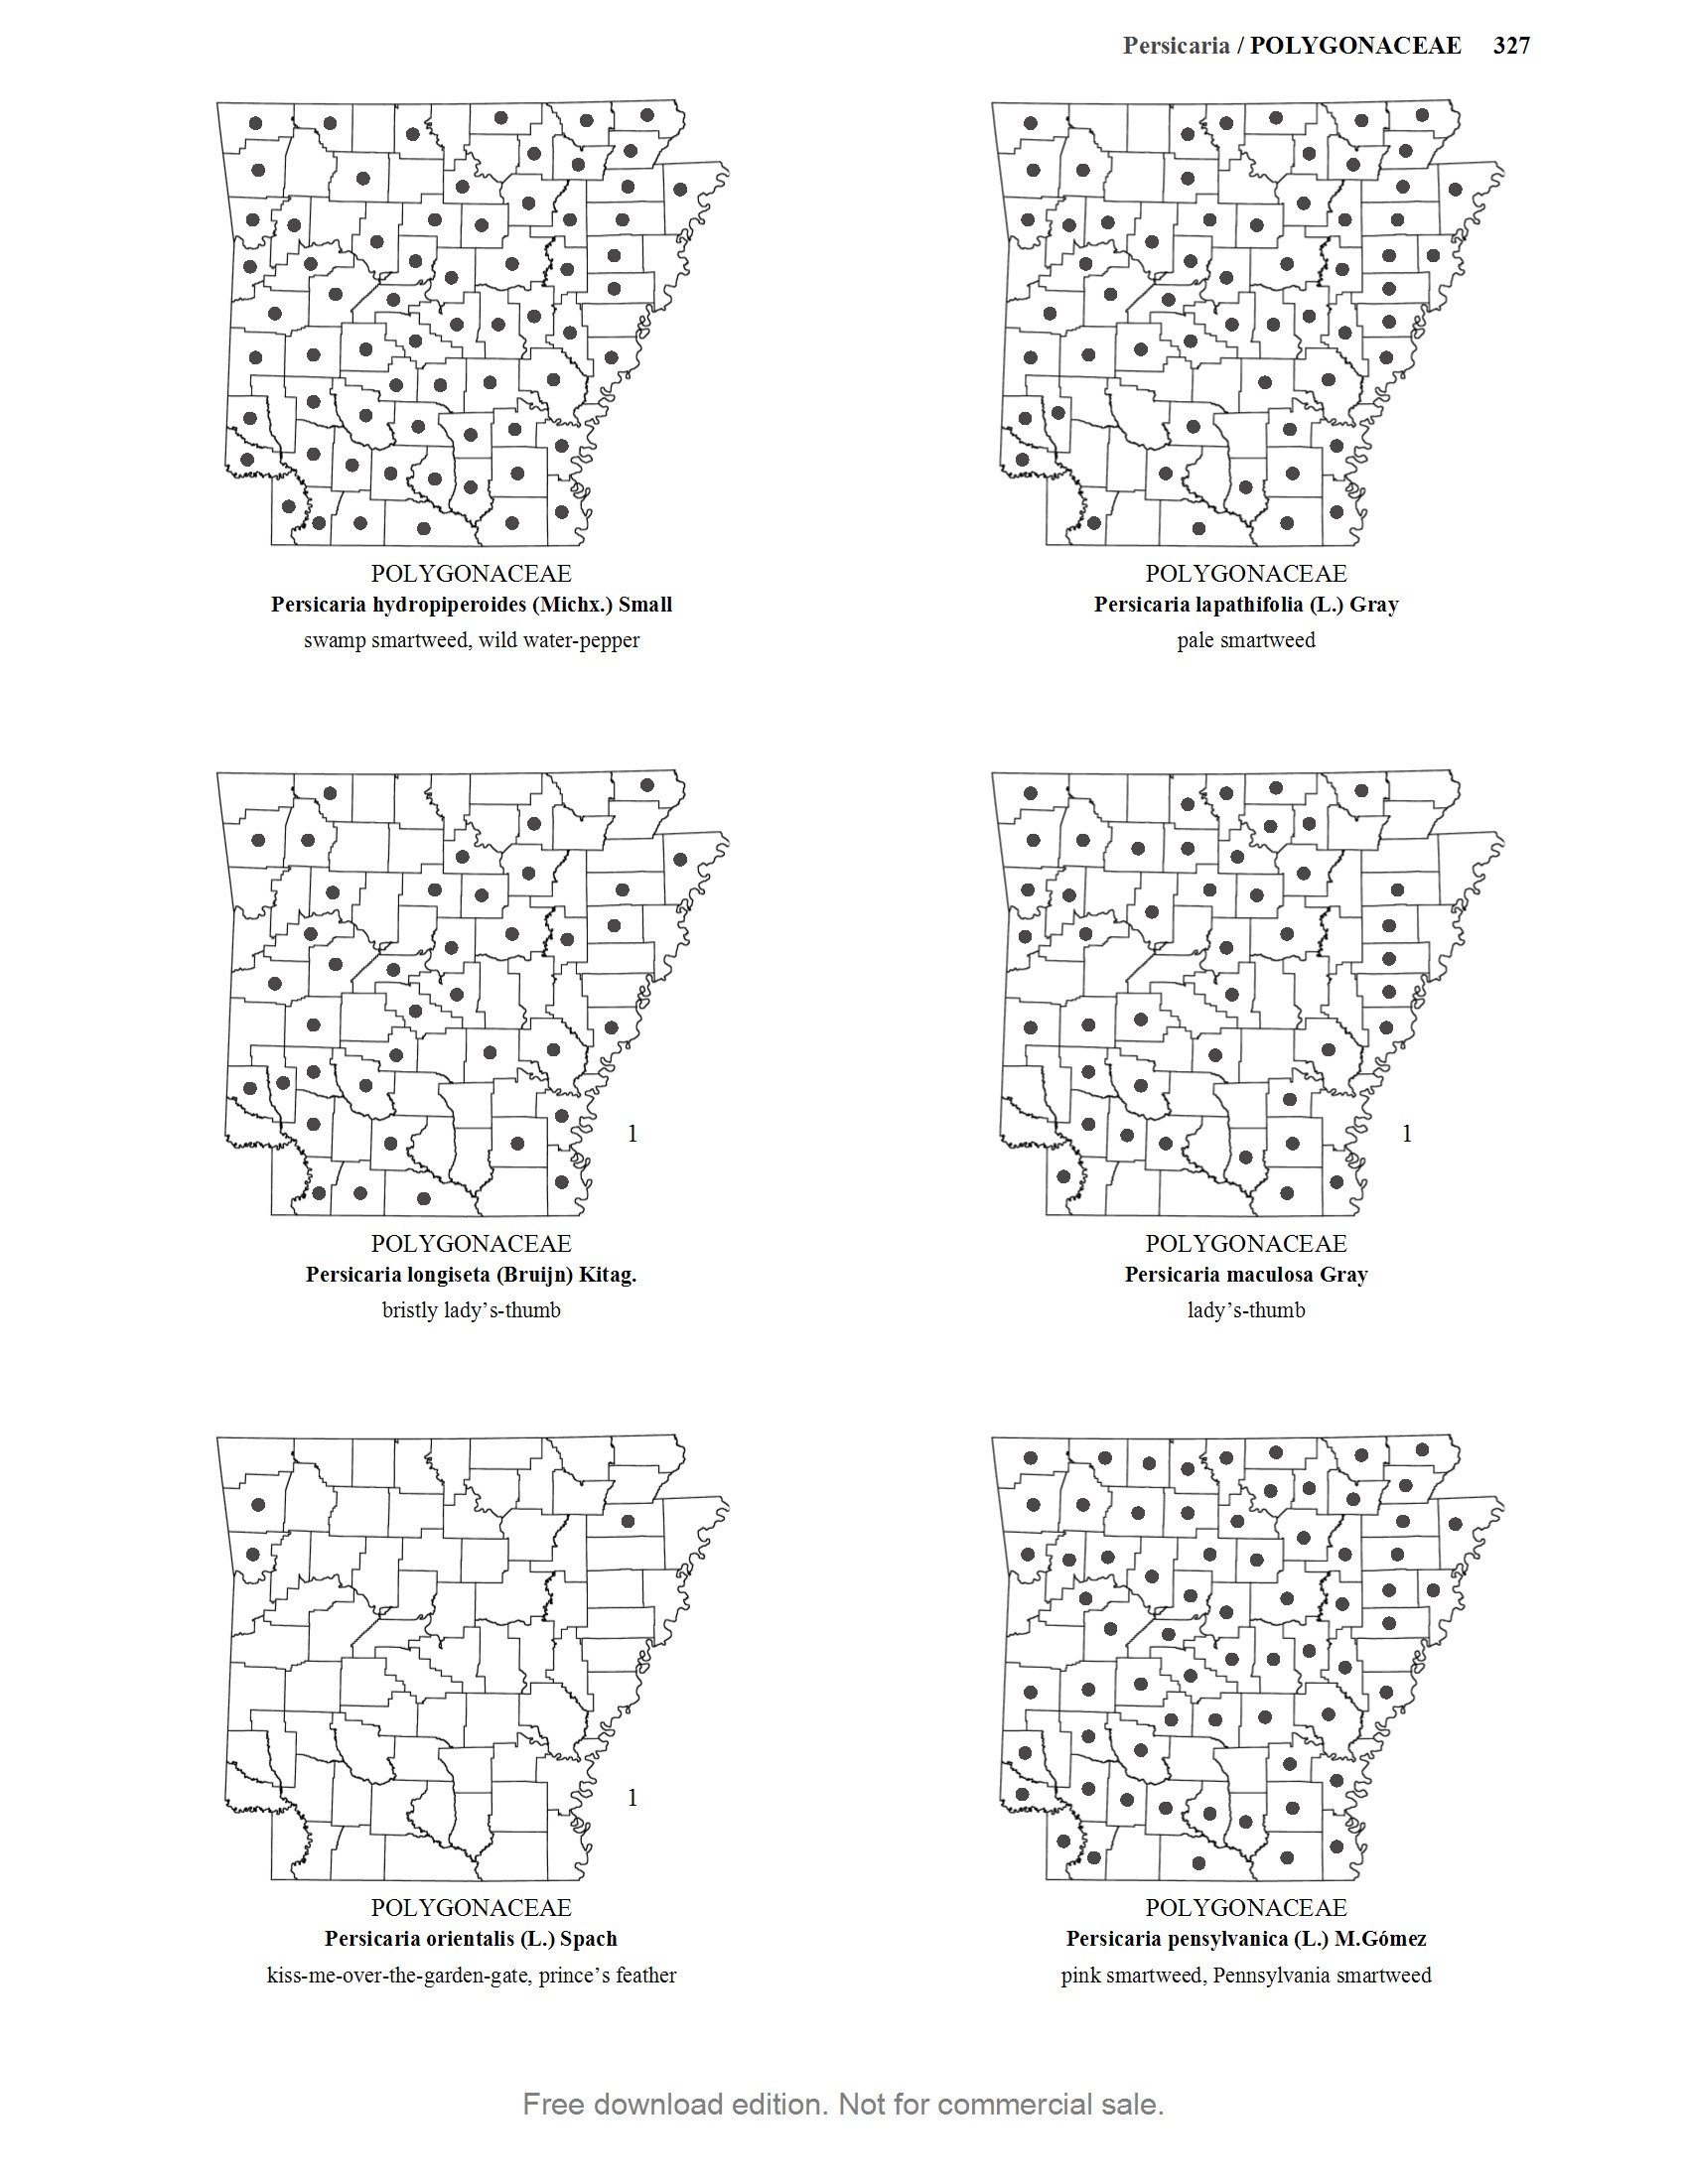 Persicaria / POLYGONACEAE 327
POLYGONACEAE
Persicaria hydropiperoides (Michx.) Small
swamp smartweed, wild water-pepper
POLYGONACEAE
Persicaria lapathifolia (L.) Gray
pale smartweed
1
POLYGONACEAE
Persicaria longiseta (Bruijn) Kitag.
bristly lady’s-thumb
1
POLYGONACEAE
Persicaria maculosa Gray
lady’s-thumb
1
POLYGONACEAE
Persicaria orientalis (L.) Spach
kiss-me-over-the-garden-gate, prince’s feather
POLYGONACEAE
Persicaria pensylvanica (L.) M.Gómez
pink smartweed, Pennsylvania smartweed
Free download edition. Not for commercial sale.